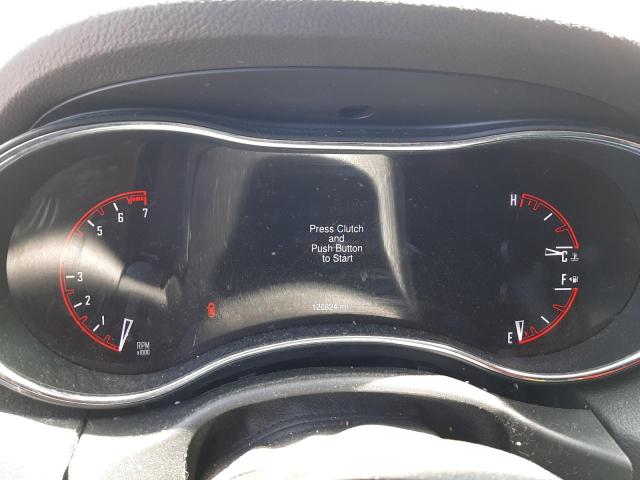 Press Clutch
and
Push Button
to Start
126824 mi
7
6
5
3
2
1
RPM
x1000
H
C
F
E